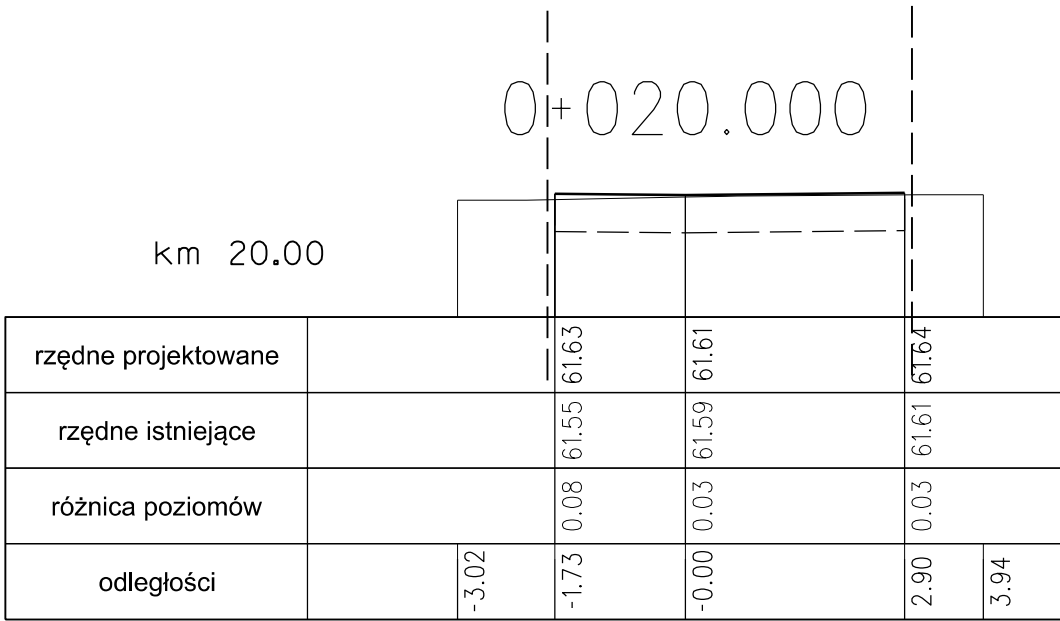 0+020.000
km 20.00
rzędne projektowane 61.63 61.61 61.64
rzędne istniejące 61.55 61.59 61.61
różnica poziomów 0.08 0.03 0.03
odległości -3.02 -1.73 -0.00 2.90 3.94